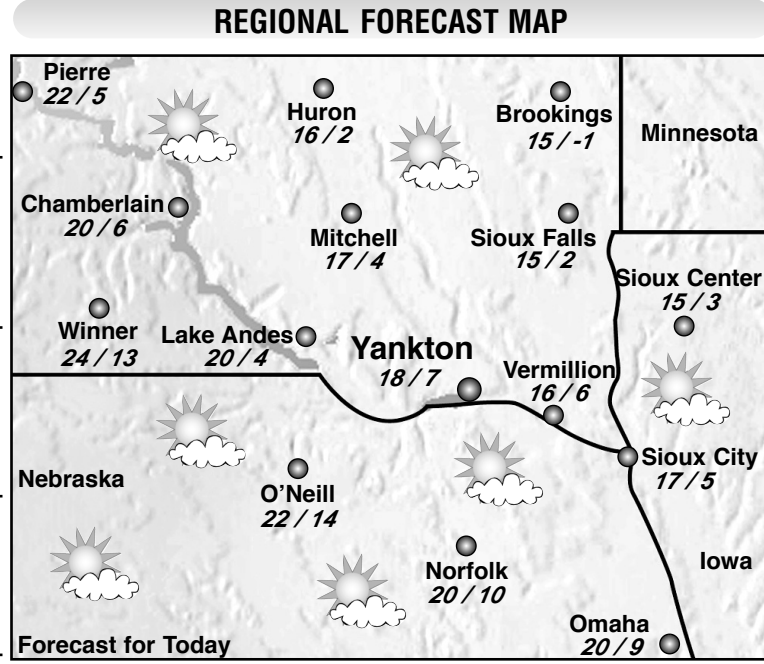 REGIONAL FORECAST MAP
Pierre
22 / 5
Huron
16 / 2
Brookings
15 / -1
Minnesota
Chamberlain
20 / 6
Mitchell
17 / 4
Sioux Falls
15 / 2
Sioux Center
15 / 3
Winner
24 / 13
Lake Andes
20 / 4
Yankton
18 / 7
Vermillion
16 / 6
Nebraska
O'Neill
22 / 14
Sioux City
17 / 5
Norfolk
20 / 10
Iowa
Omaha
20 / 9
Forecast for Today